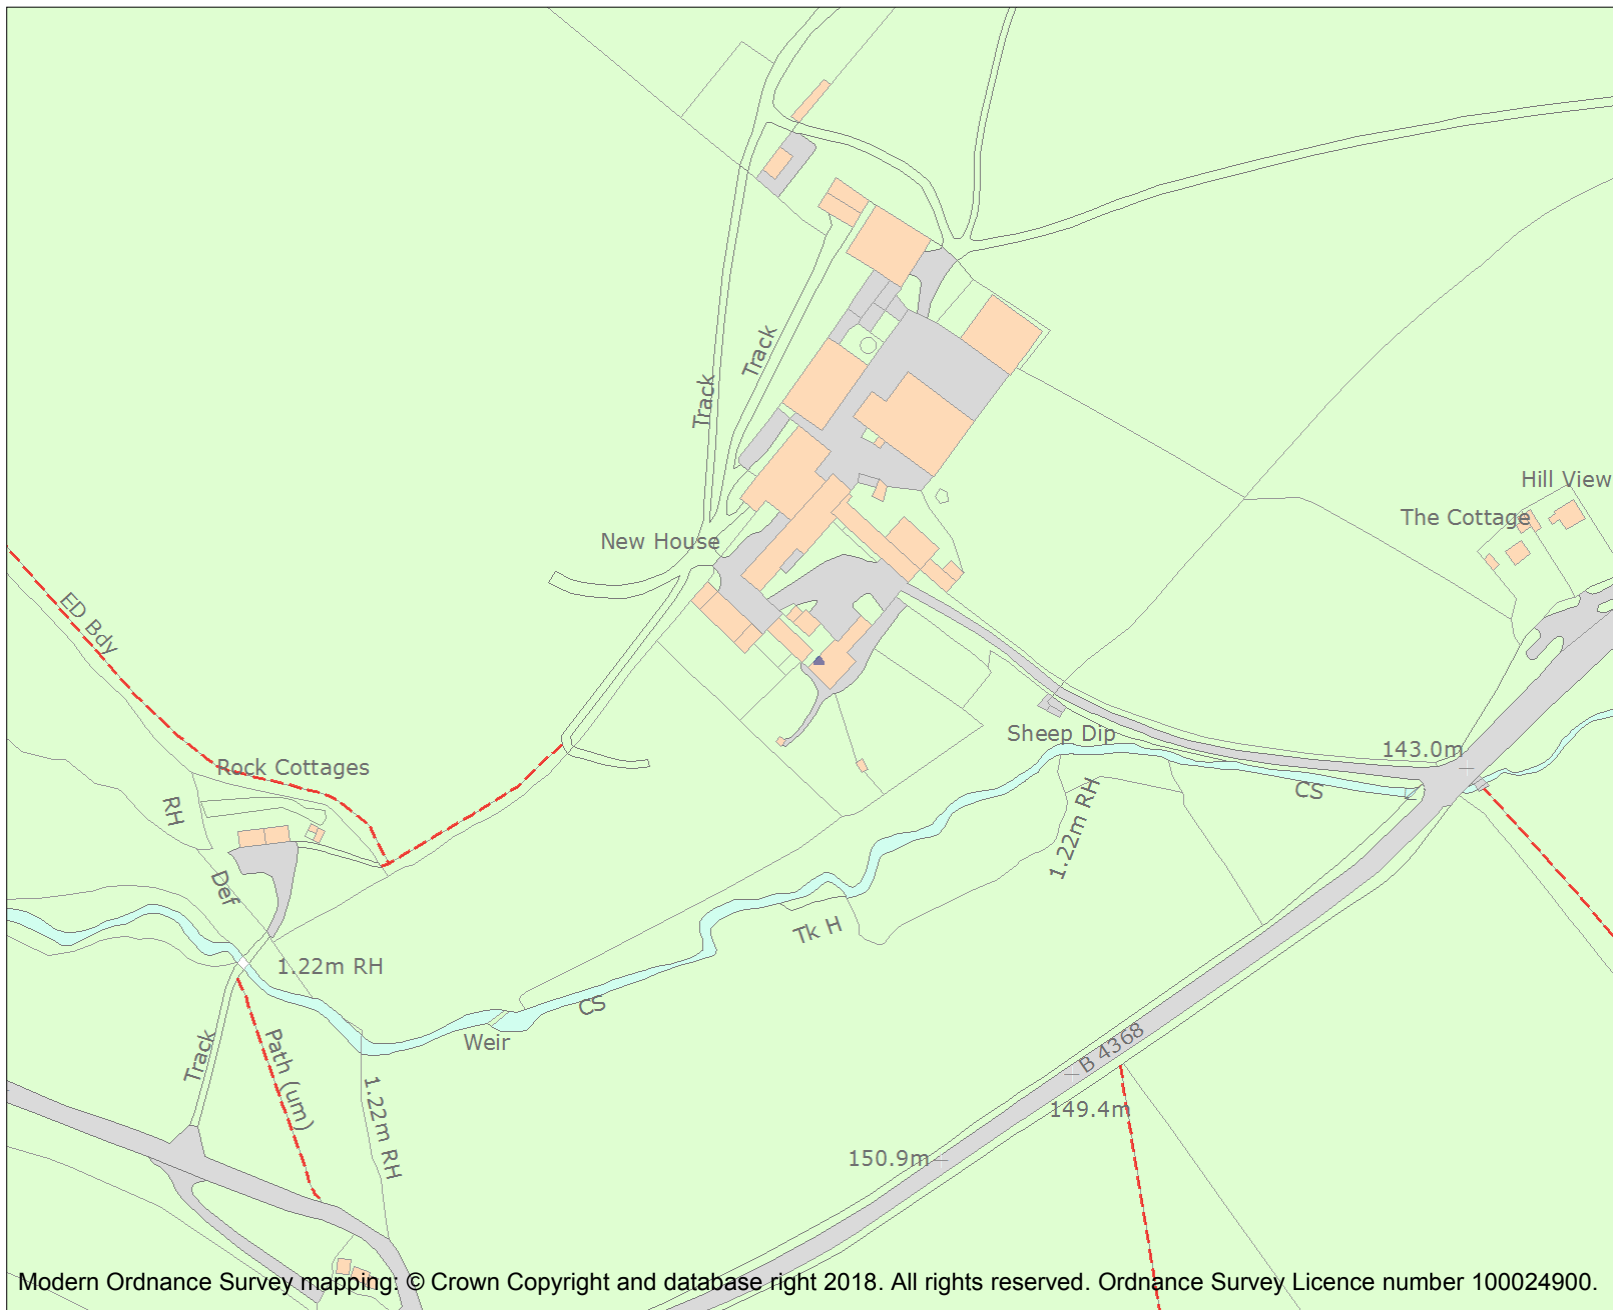 Track
Track
Hill View
The Cottage
New House
ED Bdy
Sheep Dip
143.0m
Rock Cottages
CS
RH
1.22m RH
Def
Tk H
1.22m RH
CS
Weir
Track
Path (um)
B 4368
1.22m RH
149.4m
150.9m
Modern Ordnance Survey mapping: © Crown Copyright and database right 2018. All rights reserved. Ordnance Survey Licence number 100024900.